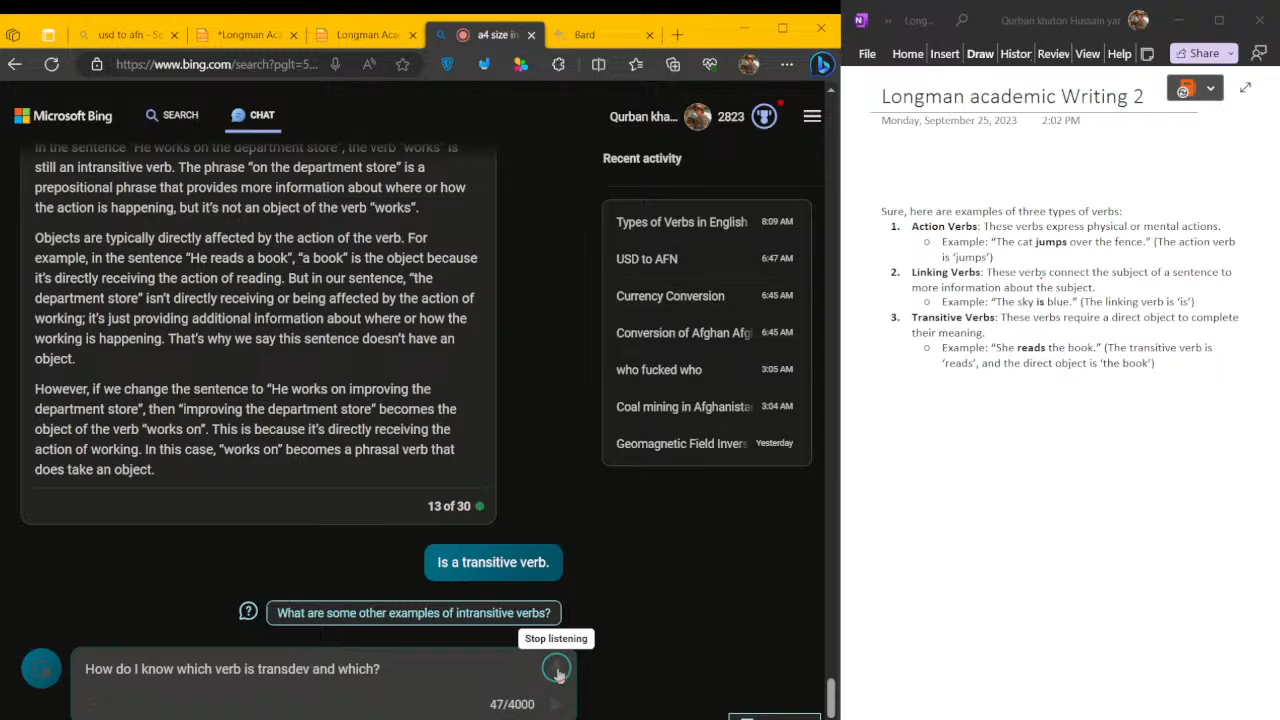 usd to afn - Sc
*Longman Aca
Longman Aca
a4 size in
Bard
https://www.bing.com/search?pglt=5...
Microsoft Bing
SEARCH
CHAT
Qurban kha...
2823
In the sentence "He works on the department store", the verb "works" is
still an intransitive verb. The phrase "on the department store" is a
prepositional phrase that provides more information about where or how
the action is happening, but it's not an object of the verb "works".
Objects are typically directly affected by the action of the verb. For
example, in the sentence "He reads a book", "a book" is the object because
it's directly receiving the action of reading. But in our sentence, "the
department store" isn't directly receiving or being affected by the action of
working; it's just providing additional information about where or how the
working is happening. That's why we say this sentence doesn't have an
object.
However, if we change the sentence to "He works on improving the
department store", then "improving the department store" becomes the
object of the verb "works on". This is because it's directly receiving the
action of working. In this case, "works on" becomes a phrasal verb that
does take an object.
13 of 30
Is a transitive verb.
What are some other examples of intransitive verbs?
Stop listening
How do I know which verb is transdev and which?
47/4000
Recent activity
Types of Verbs in English 8:09 AM
USD to AFN 6:47 AM
Currency Conversion 6:45 AM
Conversion of Afghan Afg 6:45 AM
who fucked who 3:05 AM
Coal mining in Afghanista 3:04 AM
Geomagnetic Field Invers Yesterday
Long...
Qurban khuton Hussain yar
File Home Insert Draw Histor Review View Help Share
Longman academic Writing 2
Monday, September 25, 2023 2:02 PM
Sure, here are examples of three types of verbs:
1. Action Verbs: These verbs express physical or mental actions.
○ Example: "The cat jumps over the fence." (The action verb
is 'jumps')
2. Linking Verbs: These verbs connect the subject of a sentence to
more information about the subject.
○ Example: "The sky is blue." (The linking verb is 'is')
3. Transitive Verbs: These verbs require a direct object to complete
their meaning.
○ Example: "She reads the book." (The transitive verb is
'reads', and the direct object is 'the book')